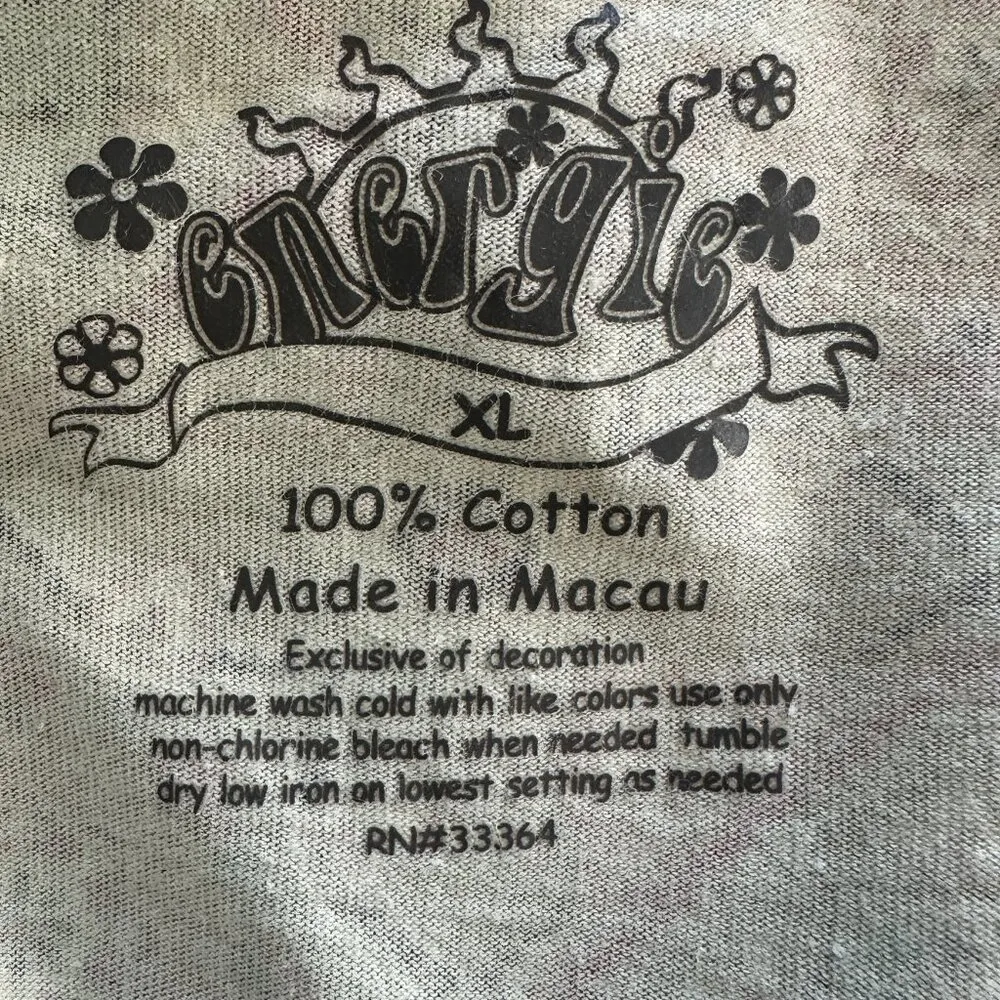 energie
XL
100% Cotton
Made in Macau
Exclusive of decoration
machine wash cold with like colors use only
non-chlorine bleach when needed tumble
dry low iron on lowest setting as needed
RN#33364